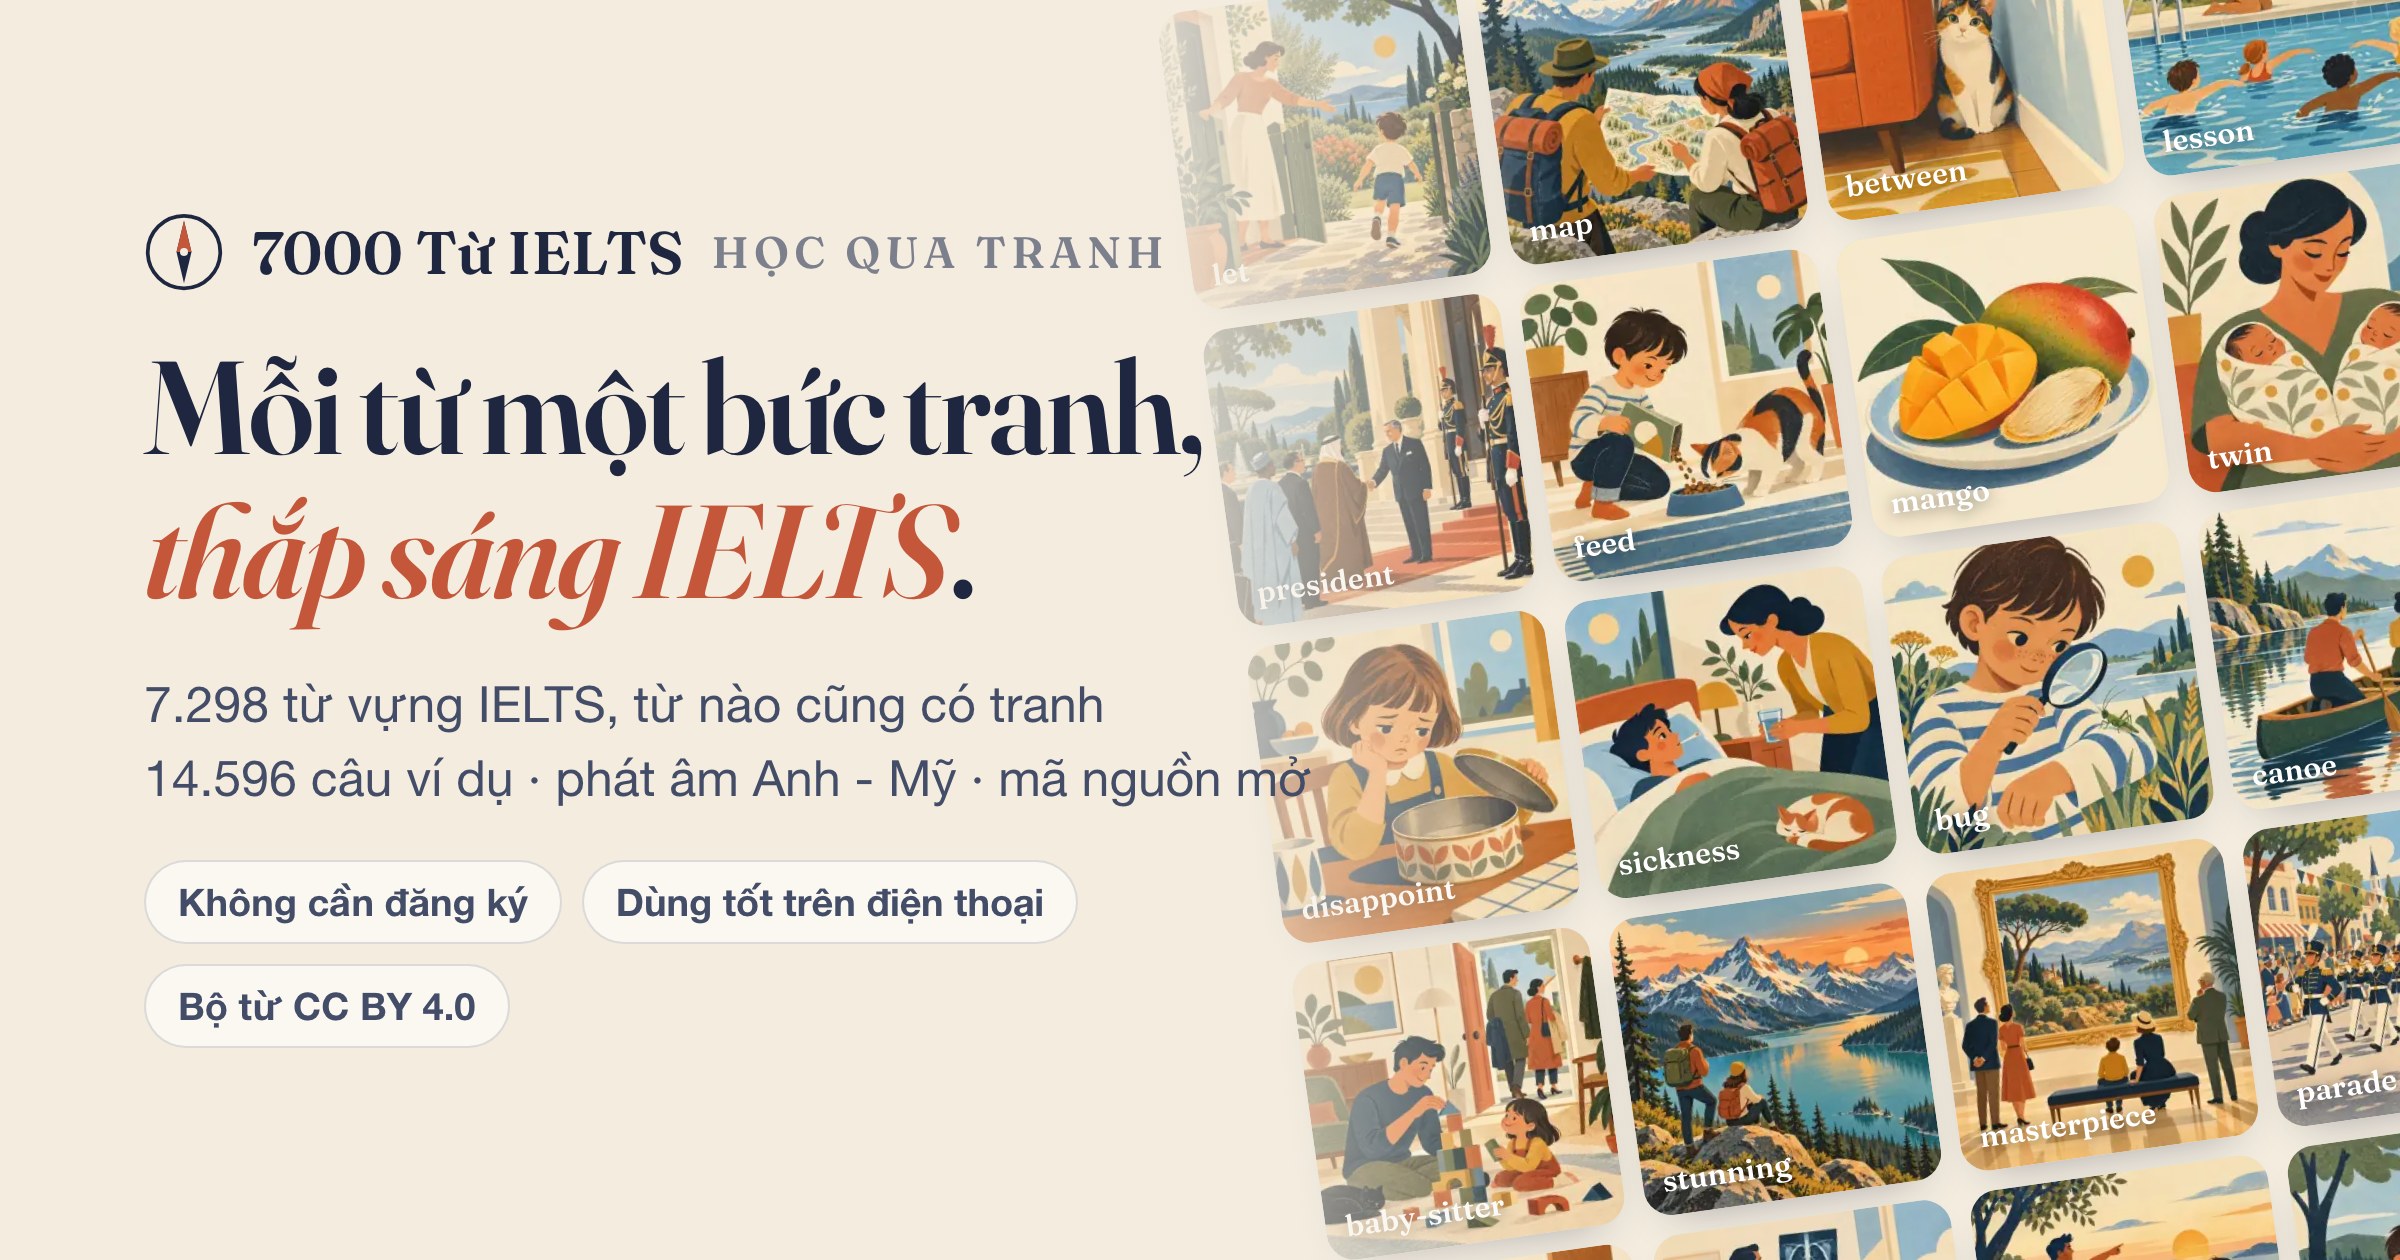 7000 Từ IELTS HỌC QUA TRANH
Mỗi từ một bức tranh,
thắp sáng IELTS.
7.298 từ vựng IELTS, từ nào cũng có tranh
14.596 câu ví dụ · phát âm Anh - Mỹ · mã nguồn mở
Không cần đăng ký
Dùng tốt trên điện thoại
Bộ từ CC BY 4.0
let
map
between
lesson
president
feed
mango
twin
disappoint
sickness
bug
canoe
baby-sitter
stunning
masterpiece
parade